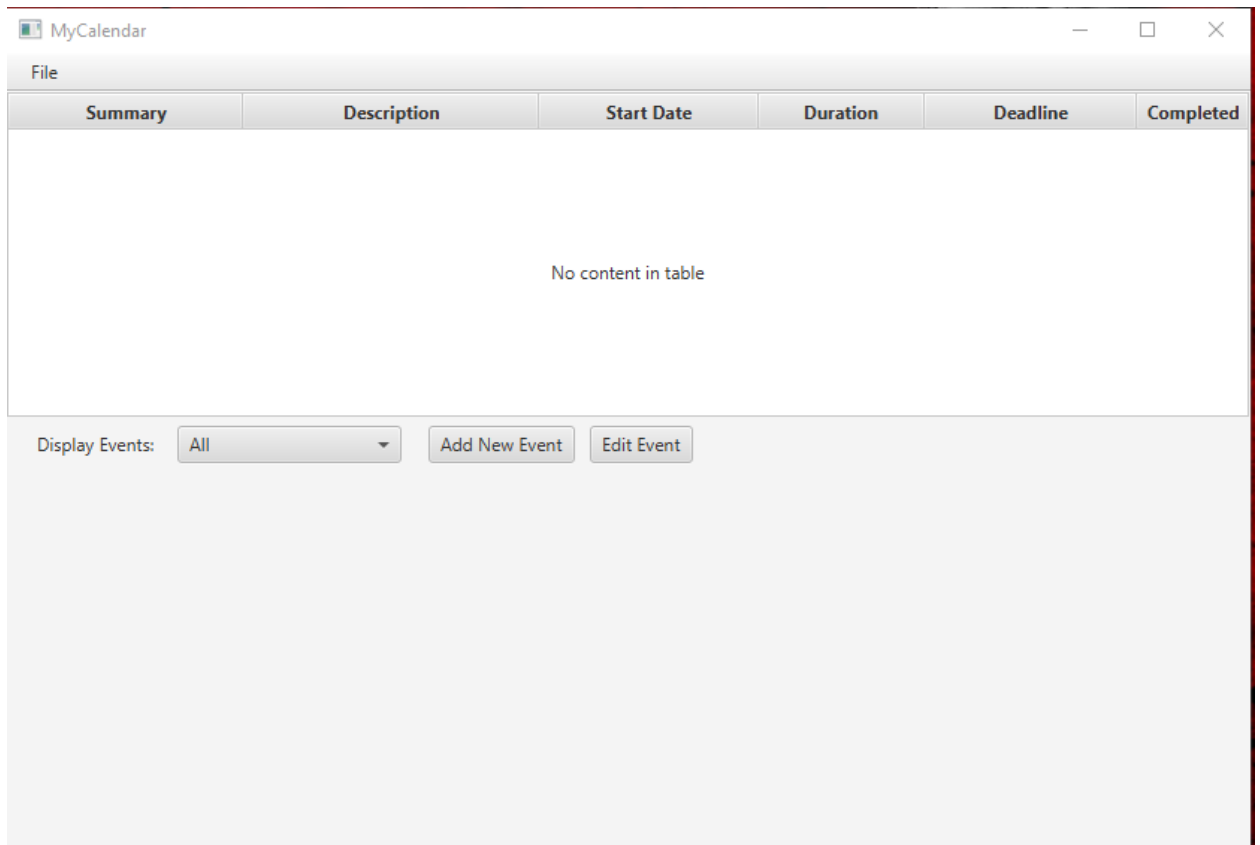 MyCalendar
File
Summary Description Start Date Duration Deadline Completed
No content in table
Display Events: All Add New Event Edit Event